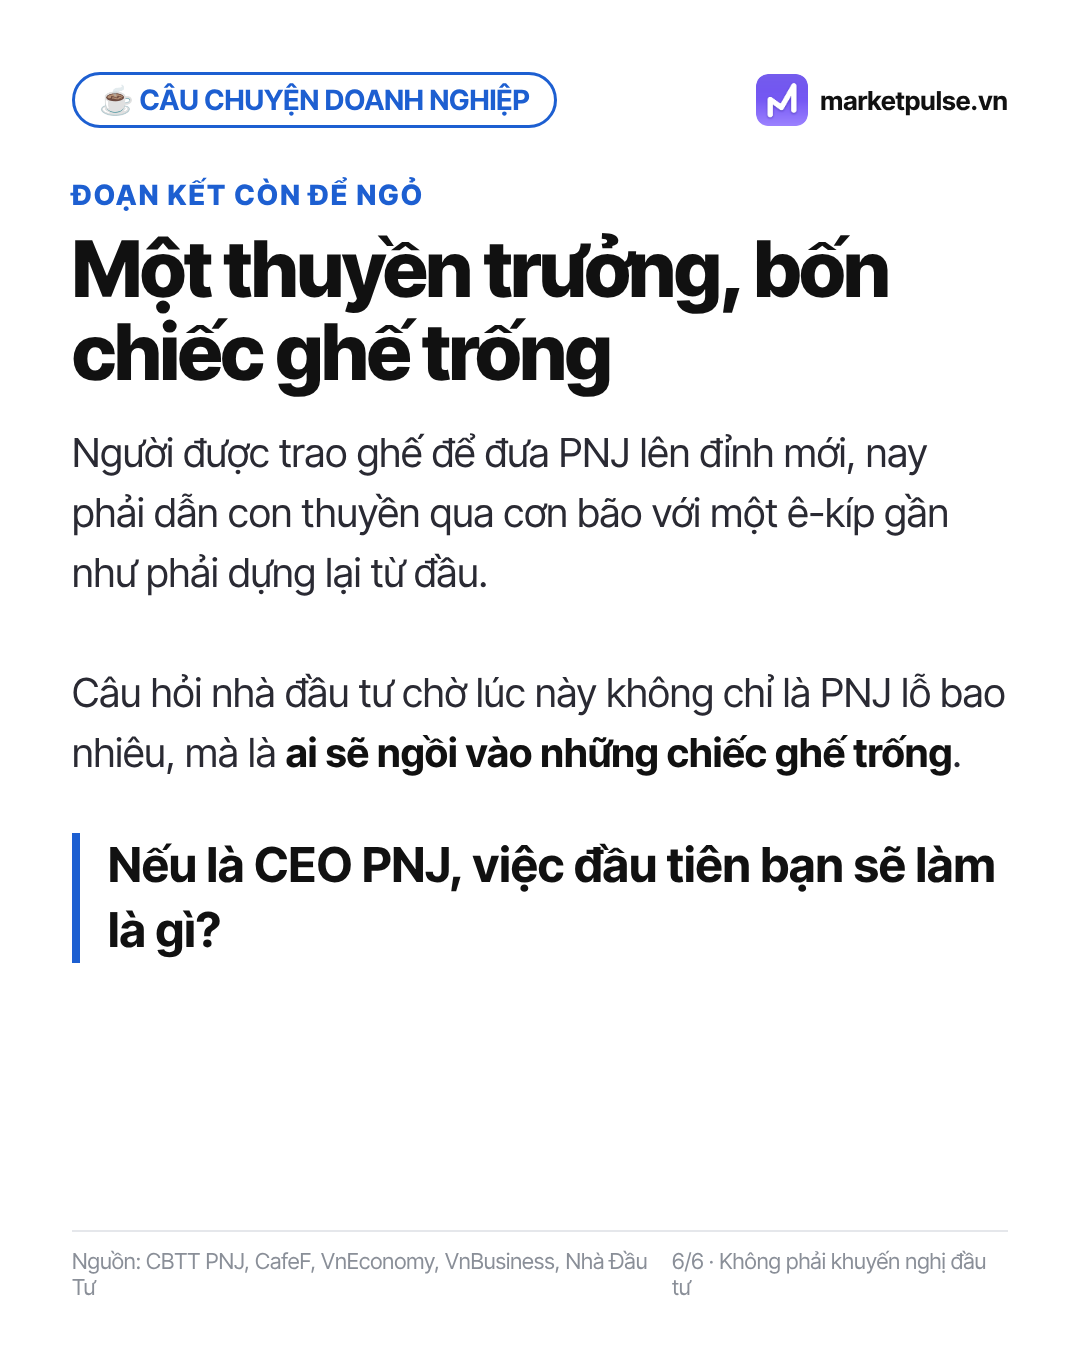 ☕ CÂU CHUYỆN DOANH NGHIỆP
marketpulse.vn
ĐOẠN KẾT CÒN ĐỂ NGỎ
Một thuyền trưởng, bốn
chiếc ghế trống
Người được trao ghế để đưa PNJ lên đỉnh mới, nay
phải dẫn con thuyền qua cơn bão với một ê-kíp gần
như phải dựng lại từ đầu.
Câu hỏi nhà đầu tư chờ lúc này không chỉ là PNJ lỗ bao
nhiêu, mà là ai sẽ ngồi vào những chiếc ghế trống.
Nếu là CEO PNJ, việc đầu tiên bạn sẽ làm
là gì?
Nguồn: CBTT PNJ, CafeF, VnEconomy, VnBusiness, Nhà Đầu
Tư
6/6 · Không phải khuyến nghị đầu
tư